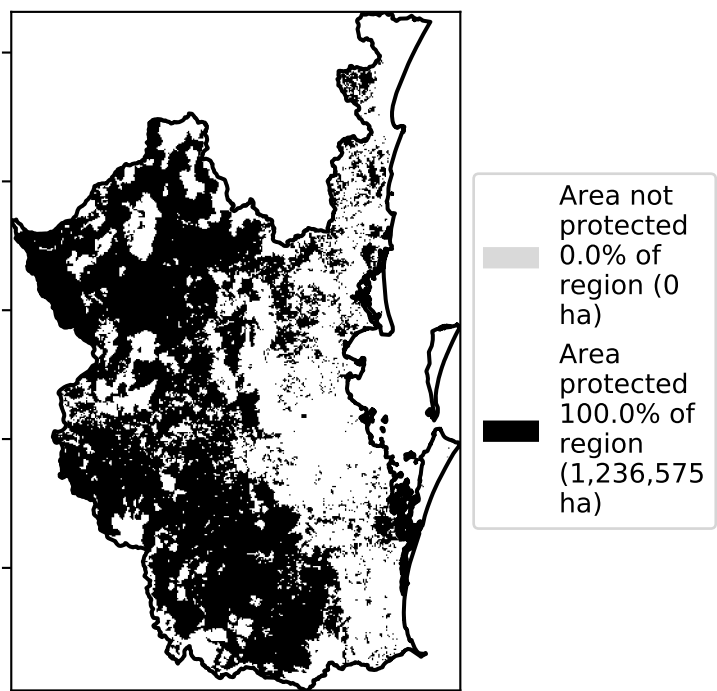 Area not
protected
0.0% of
region (0
ha)
Area
protected
100.0% of
region
(1,236,575
ha)